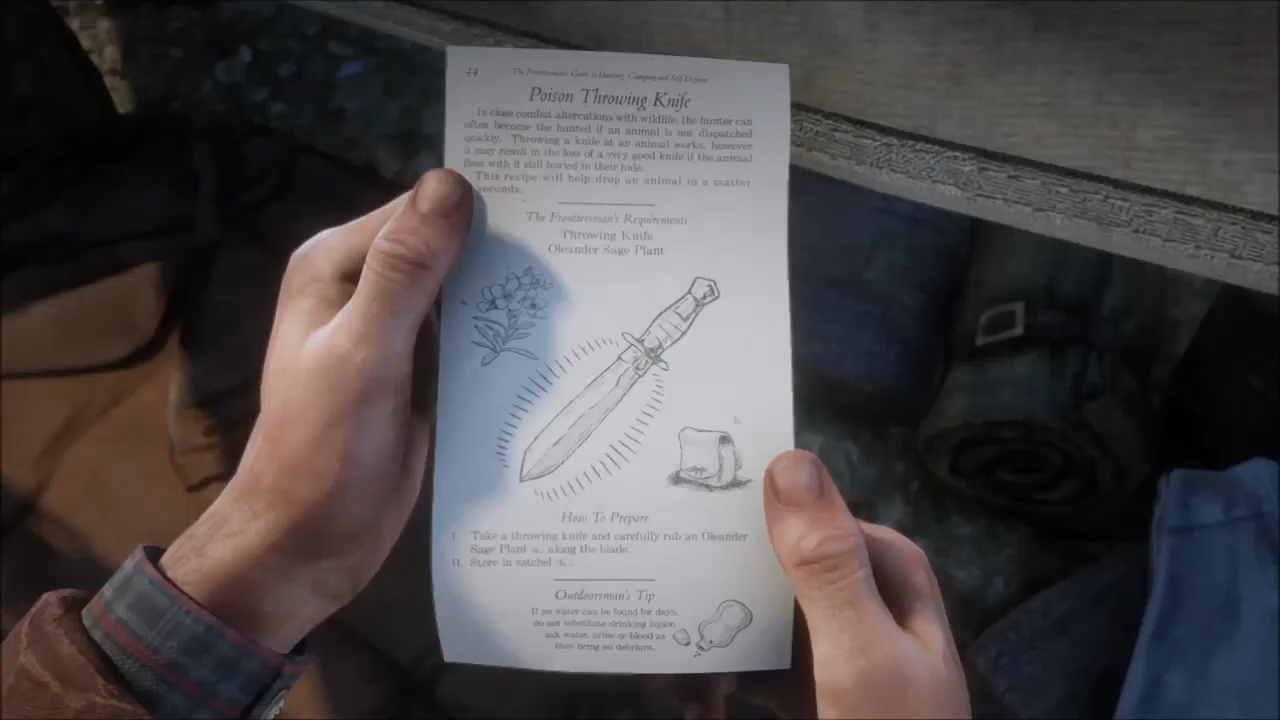 44 The Frontiersman's Guide to Hunting, Camping and Self Defense
Poison Throwing Knife
In close combat altercations with wildlife, the hunter can
often become the hunted if an animal is not dispatched
quickly. Throwing a knife at an animal works, however
it may result in the loss of a very good knife if the animal
flees with it still buried in their hide.
This recipe will help drop an animal in a matter
seconds.
The Frontiersman's Requirements
Throwing Knife
Oleander Sage Plant
b.
How To Prepare
I. Take a throwing knife and carefully rub an Oleander
Sage Plant (a.) along the blade.
II. Store in satchel (b.).
Outdoorsman's Tip
If no water can be found for days,
do not substitute drinking liquor,
salt water, urine or blood as
they bring on delirium.